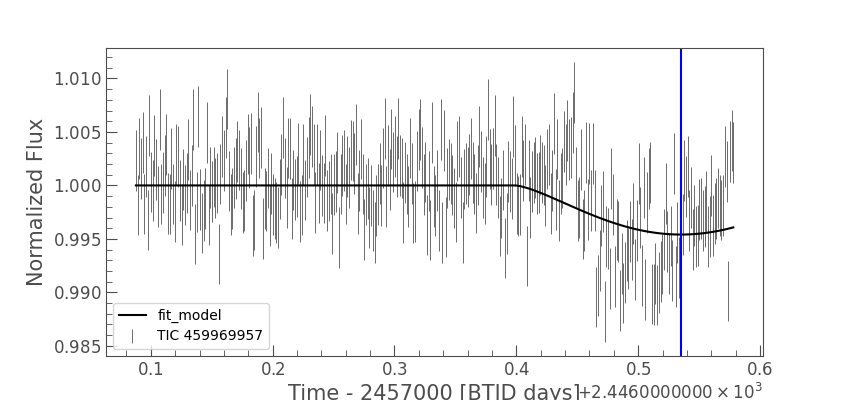 Normalized Flux
1.010
1.005
1.000
0.995
0.990
0.985
fit_model
TIC 459969957
0.1 0.2 0.3 0.4 0.5 0.6
Time - 2457000 [BTJD days]
+2.4460000000 × 10³